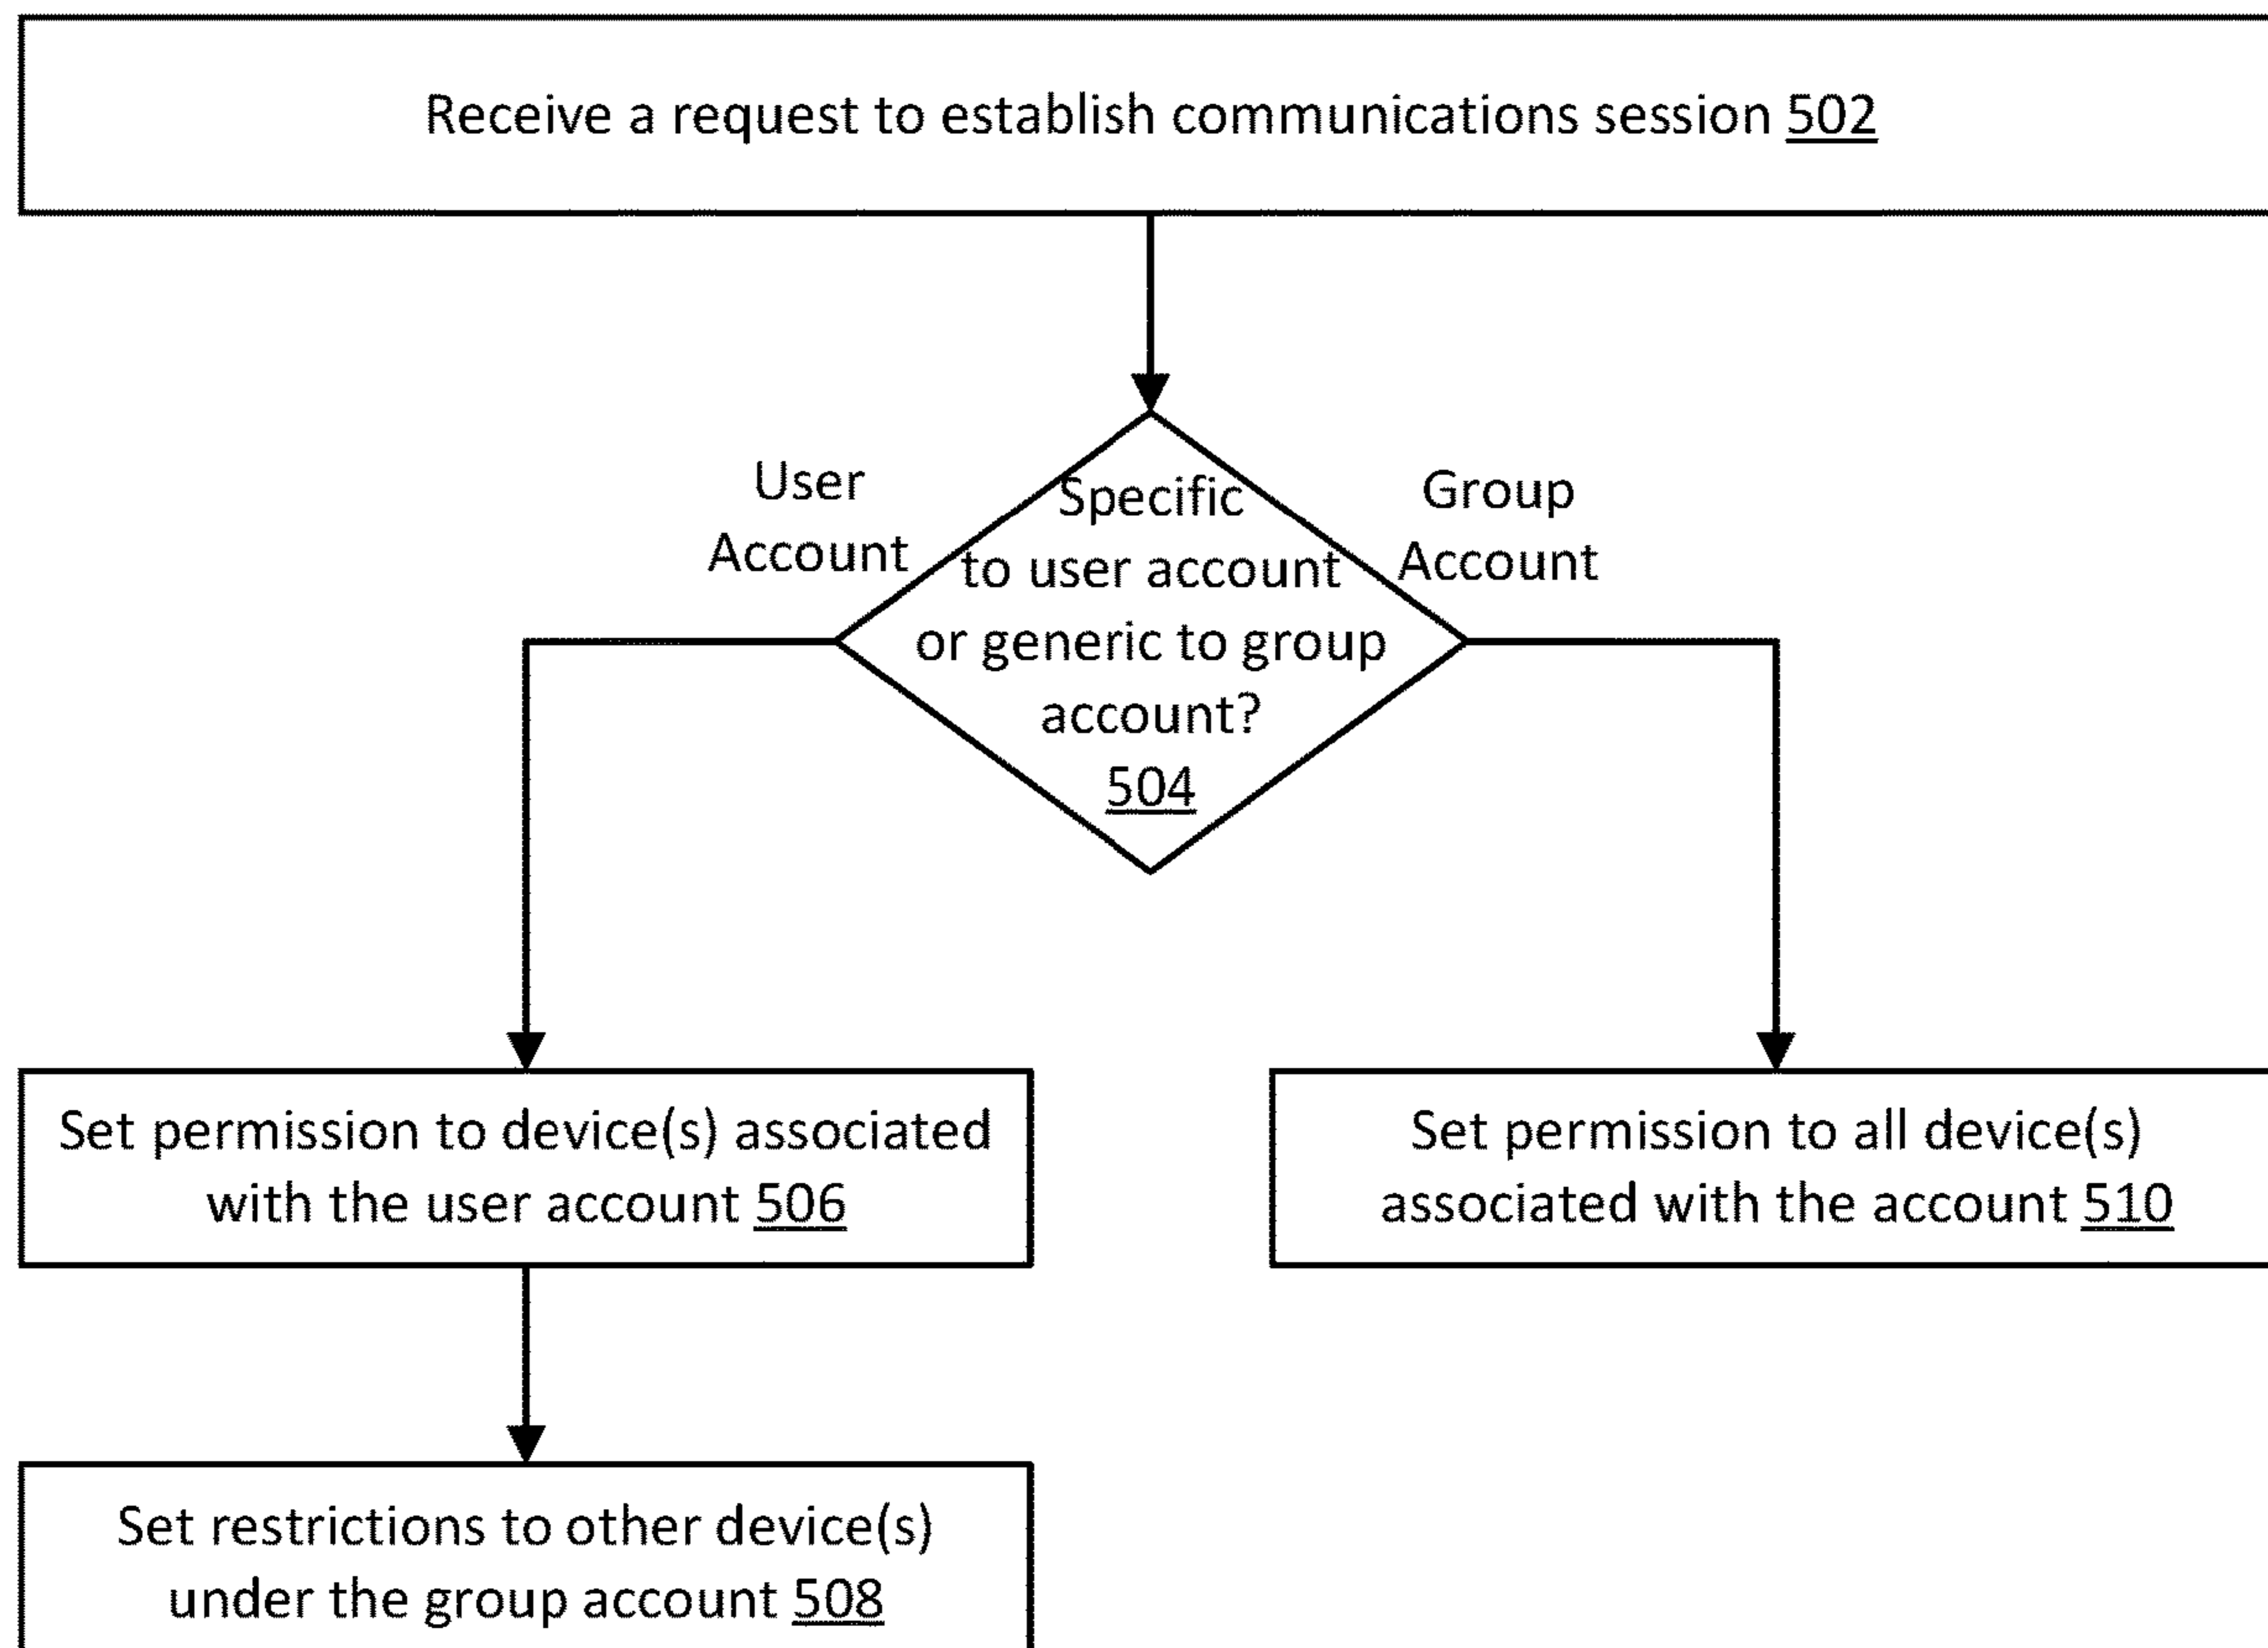 Receive a request to establish communications session 502
User
Account
Specific
to user account
or generic to group
account?
504
Group
Account
Set permission to device(s) associated
with the user account 506
Set permission to all device(s)
associated with the account 510
Set restrictions to other device(s)
under the group account 508